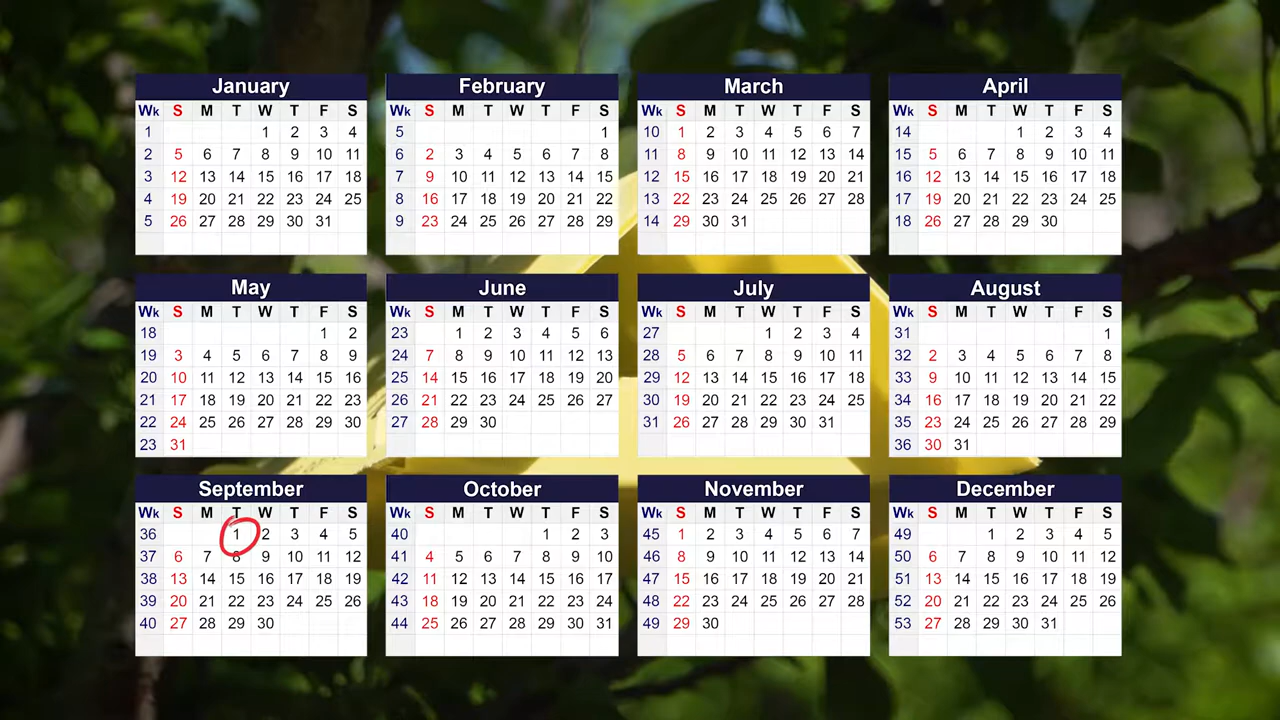 January
Wk S M T W T F S
1 1 2 3 4
2 5 6 7 8 9 10 11
3 12 13 14 15 16 17 18
4 19 20 21 22 23 24 25
5 26 27 28 29 30 31
February
Wk S M T W T F S
5 1
6 2 3 4 5 6 7 8
7 9 10 11 12 13 14 15
8 16 17 18 19 20 21 22
9 23 24 25 26 27 28 29
March
Wk S M T W T F S
10 1 2 3 4 5 6 7
11 8 9 10 11 12 13 14
12 15 16 17 18 19 20 21
13 22 23 24 25 26 27 28
14 29 30 31
April
Wk S M T W T F S
14 1 2 3 4
15 5 6 7 8 9 10 11
16 12 13 14 15 16 17 18
17 19 20 21 22 23 24 25
18 26 27 28 29 30
May
Wk S M T W T F S
18 1 2
19 3 4 5 6 7 8 9
20 10 11 12 13 14 15 16
21 17 18 19 20 21 22 23
22 24 25 26 27 28 29 30
23 31
June
Wk S M T W T F S
23 1 2 3 4 5 6
24 7 8 9 10 11 12 13
25 14 15 16 17 18 19 20
26 21 22 23 24 25 26 27
27 28 29 30
July
Wk S M T W T F S
27 1 2 3 4
28 5 6 7 8 9 10 11
29 12 13 14 15 16 17 18
30 19 20 21 22 23 24 25
31 26 27 28 29 30 31
August
Wk S M T W T F S
31 1
32 2 3 4 5 6 7 8
33 9 10 11 12 13 14 15
34 16 17 18 19 20 21 22
35 23 24 25 26 27 28 29
36 30 31
September
Wk S M T W T F S
36 1 2 3 4 5
37 6 7 8 9 10 11 12
38 13 14 15 16 17 18 19
39 20 21 22 23 24 25 26
40 27 28 29 30
October
Wk S M T W T F S
40 1 2 3
41 4 5 6 7 8 9 10
42 11 12 13 14 15 16 17
43 18 19 20 21 22 23 24
44 25 26 27 28 29 30 31
November
Wk S M T W T F S
45 1 2 3 4 5 6 7
46 8 9 10 11 12 13 14
47 15 16 17 18 19 20 21
48 22 23 24 25 26 27 28
49 29 30
December
Wk S M T W T F S
49 1 2 3 4 5
50 6 7 8 9 10 11 12
51 13 14 15 16 17 18 19
52 20 21 22 23 24 25 26
53 27 28 29 30 31